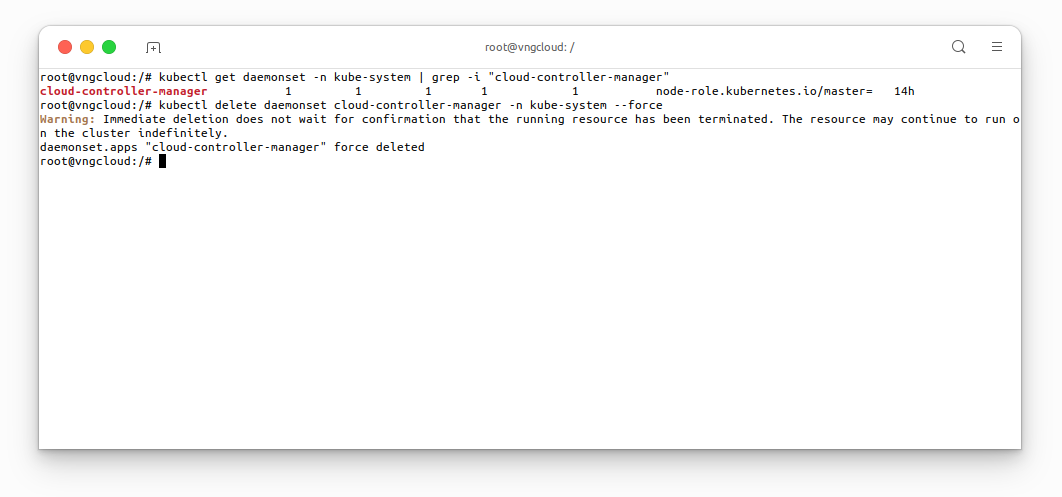 root@vngcloud: /
root@vngcloud:/# kubectl get daemonset -n kube-system | grep -i "cloud-controller-manager"
cloud-controller-manager           1         1         1       1            1           node-role.kubernetes.io/master=   14h
root@vngcloud:/# kubectl delete daemonset cloud-controller-manager -n kube-system --force
Warning: Immediate deletion does not wait for confirmation that the running resource has been terminated. The resource may continue to run o
n the cluster indefinitely.
daemonset.apps "cloud-controller-manager" force deleted
root@vngcloud:/#